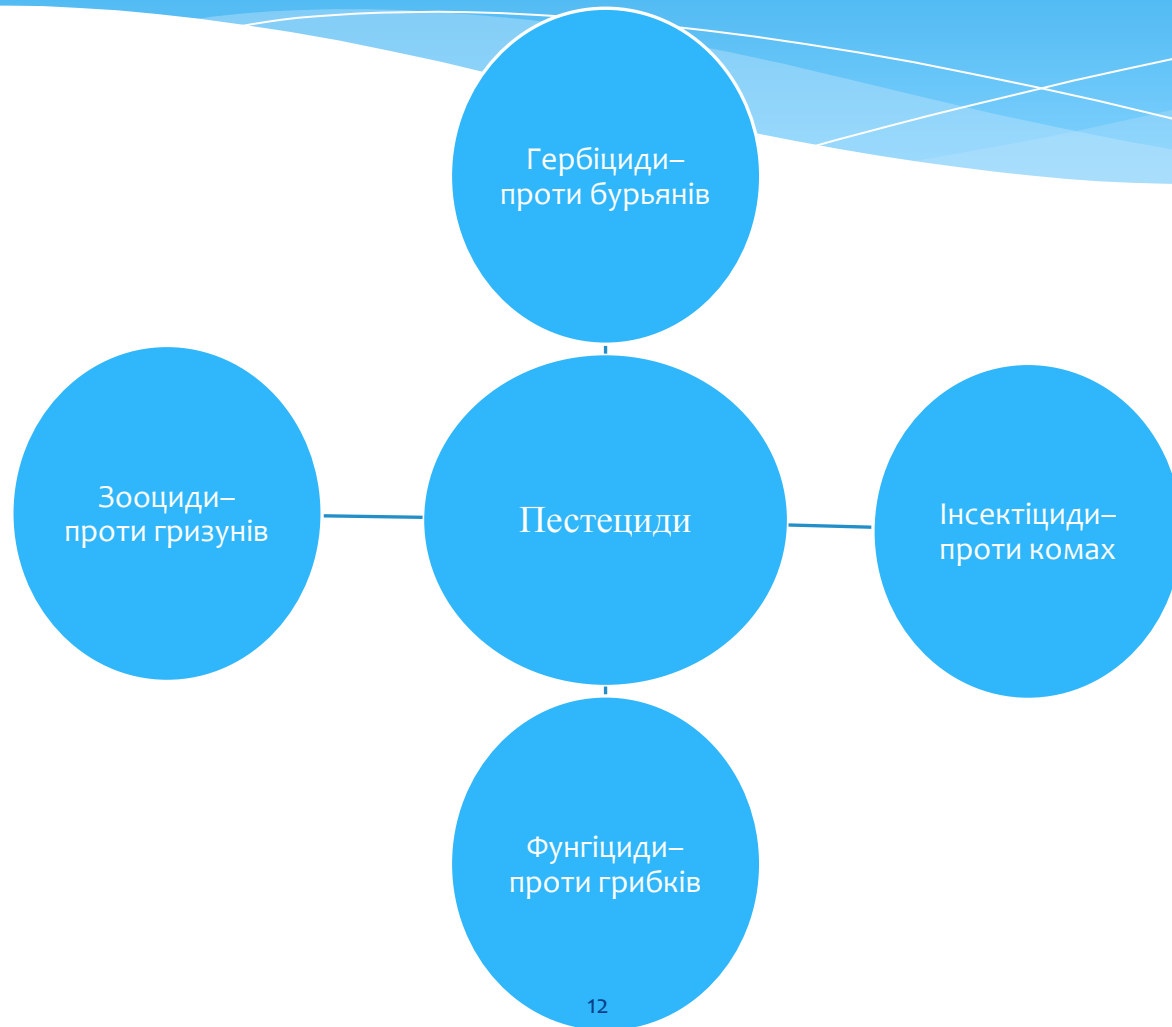 Гербіциди–
проти бурьянів
Зооциди–
проти гризунів
Пестециди
Інсектіциди–
проти комах
Фунгіциди–
проти грибків
12